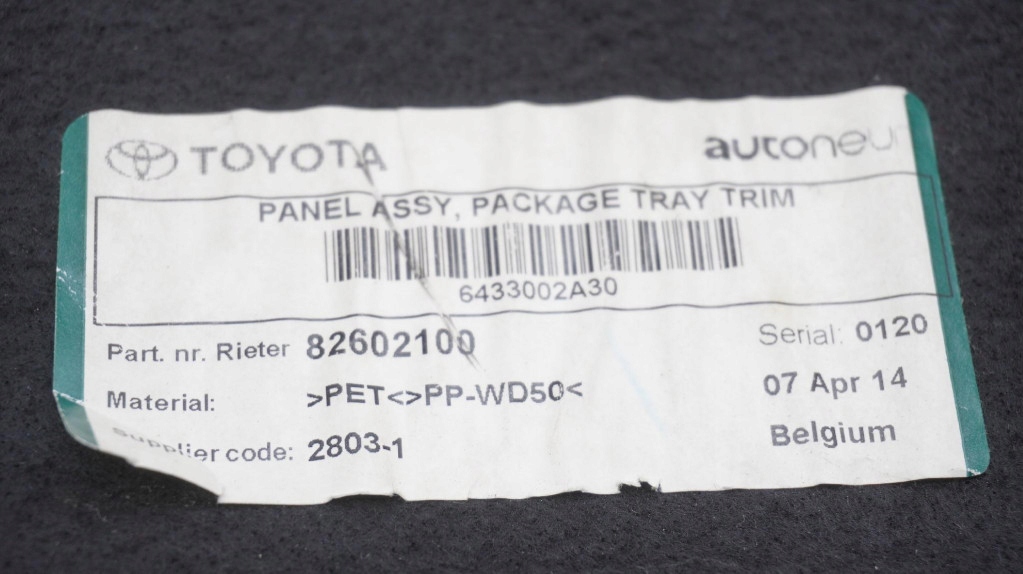 TOYOTA autoneu
PANEL ASSY, PACKAGE TRAY TRIM
6433002A30
Part. nr. Rieter 82602100 Serial: 0120
Material: >PET<>PP-WD50< 07 Apr 14
Supplier code: 2803-1 Belgium